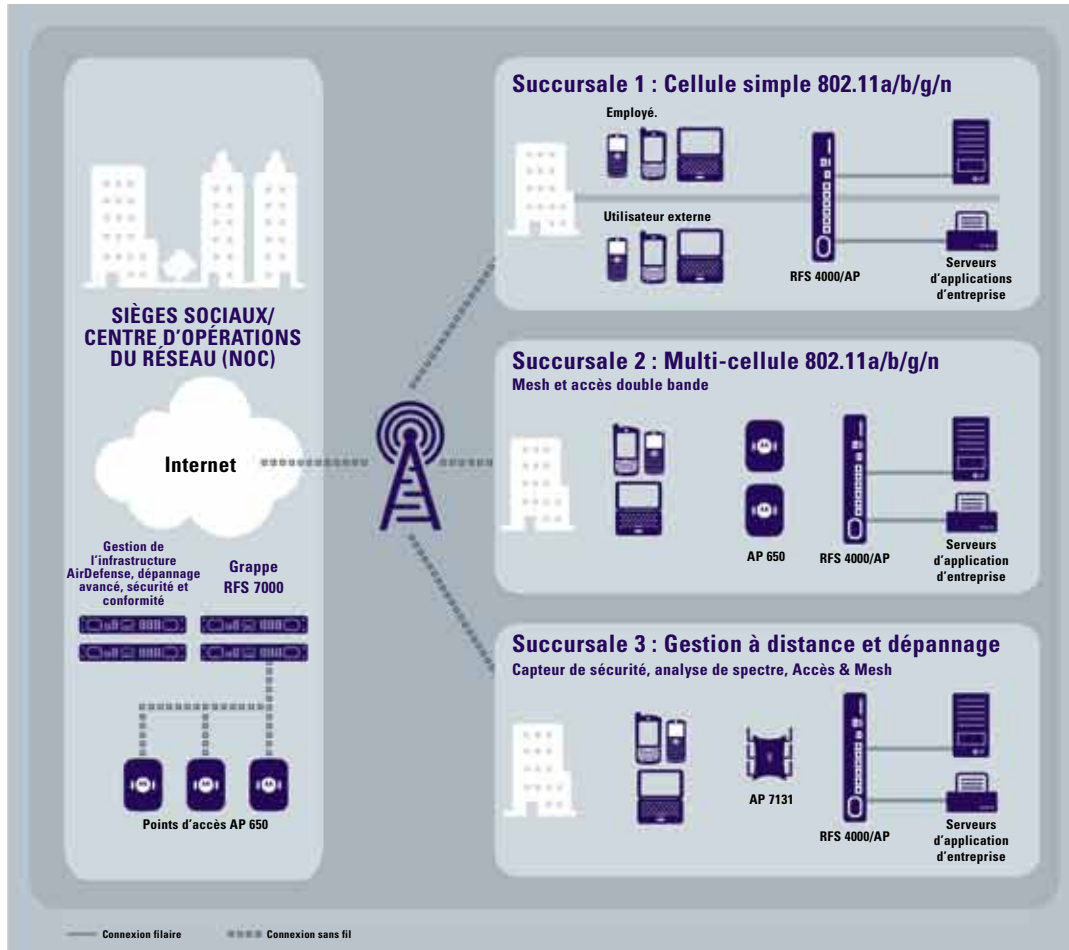 SIÈGES SOCIAUX/
CENTRE D'OPÉRATIONS
DU RÉSEAU (NOC)
Internet
Gestion de
l'infrastructure
AirDefense, dépannage
avancé, sécurité et
conformité
Grappe
RFS 7000
Points d'accès AP 650
Succursale 1 : Cellule simple 802.11a/b/g/n
Employé.
Utilisateur externe
RFS 4000/AP
Serveurs
d'applications
d'entreprise
Succursale 2 : Multi-cellule 802.11a/b/g/n
Mesh et accès double bande
AP 650
RFS 4000/AP
Serveurs
d'application
d'entreprise
Succursale 3 : Gestion à distance et dépannage
Capteur de sécurité, analyse de spectre, Accès & Mesh
AP 7131
RFS 4000/AP
Serveurs
d'application
d'entreprise
Connexion filaire
Connexion sans fil